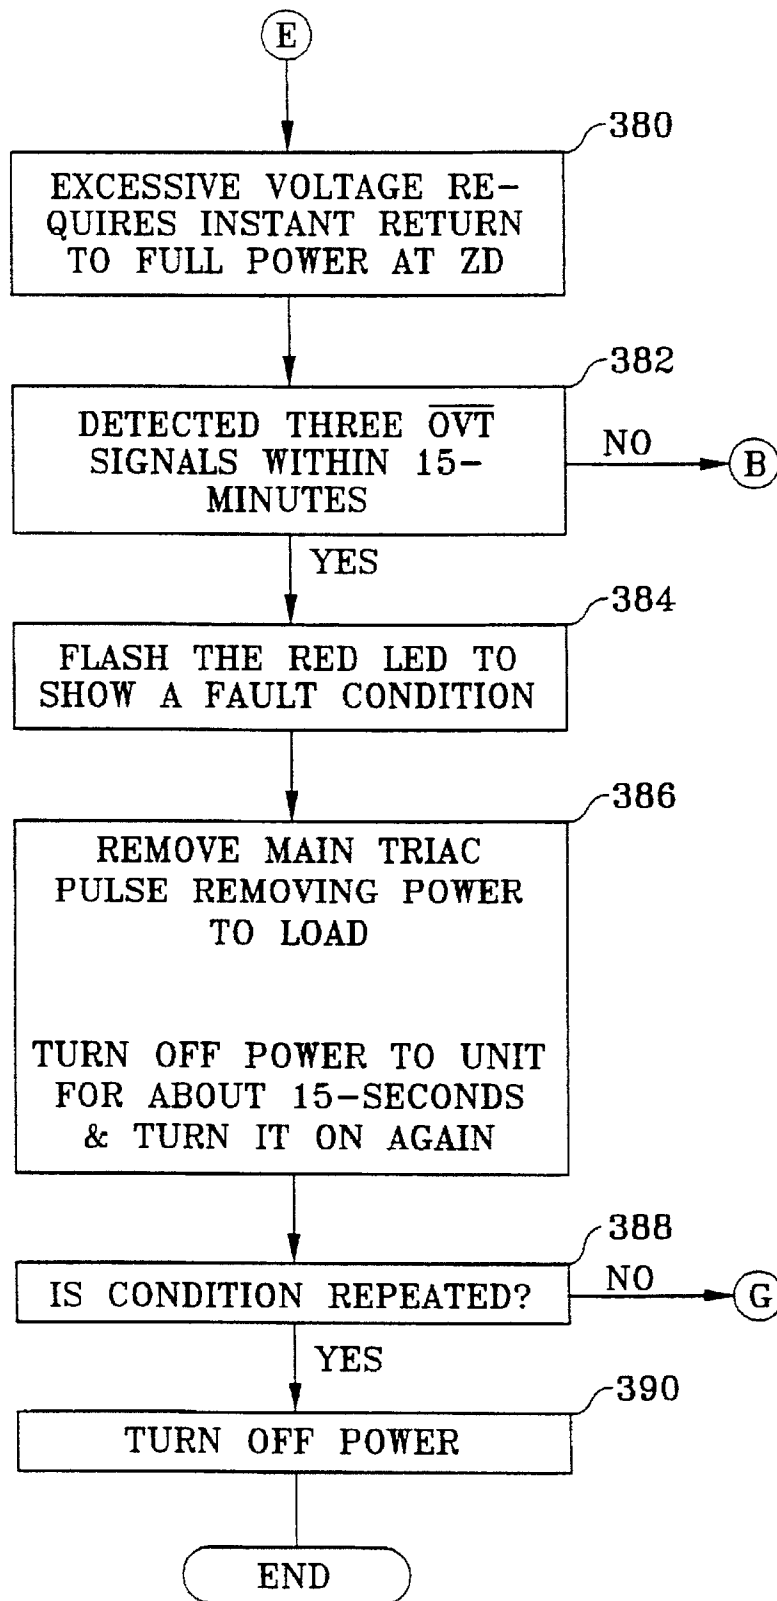 E
380
EXCESSIVE VOLTAGE RE-
QUIRES INSTANT RETURN
TO FULL POWER AT ZD
382
DETECTED THREE O̅V̅T̅
SIGNALS WITHIN 15-
MINUTES
NO
B
YES
384
FLASH THE RED LED TO
SHOW A FAULT CONDITION
386
REMOVE MAIN TRIAC
PULSE REMOVING POWER
TO LOAD
TURN OFF POWER TO UNIT
FOR ABOUT 15-SECONDS
& TURN IT ON AGAIN
388
IS CONDITION REPEATED?
NO
G
YES
390
TURN OFF POWER
END